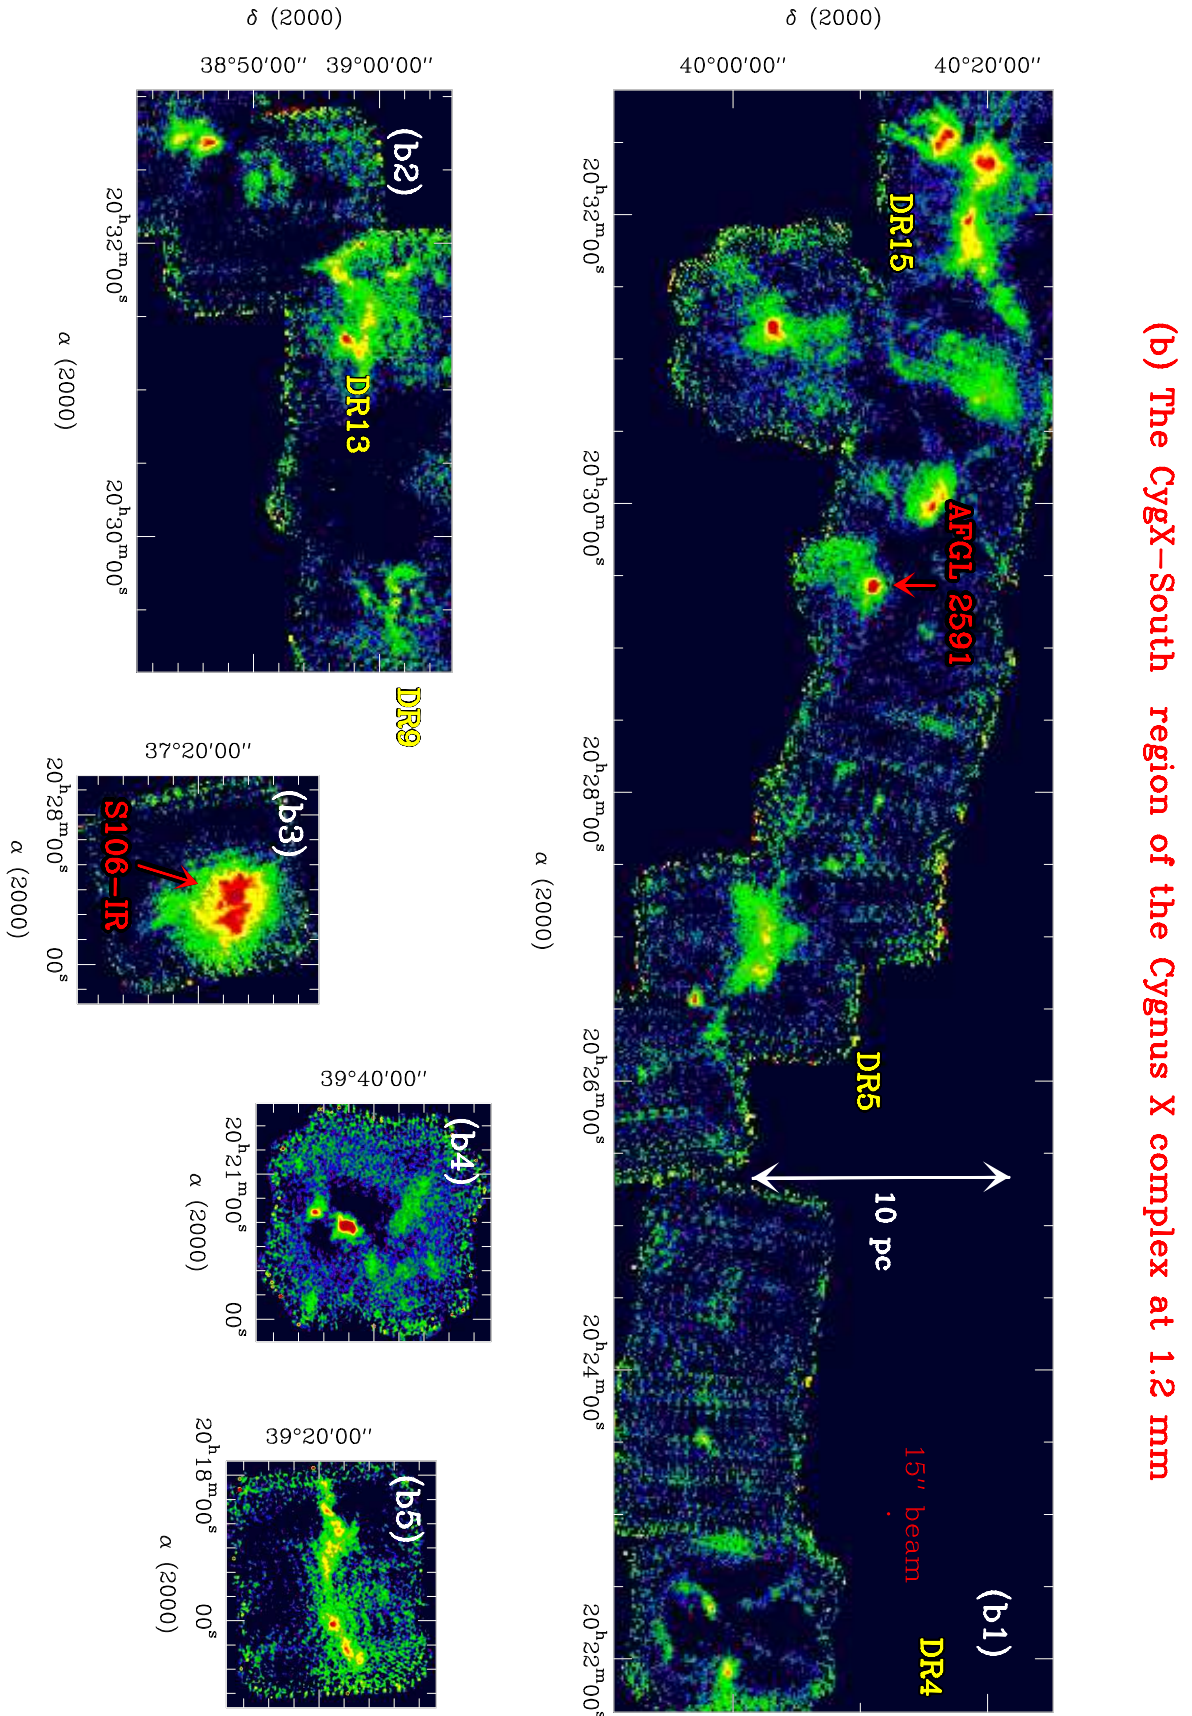 (b) The CygX-South region of the Cygnus X complex at 1.2 mm
(b1)
DR15
AFGL 2591
DR5
10 pc
15'' beam
DR4
δ (2000)
40°20'00''
40°00'00''
20ʰ32ᵐ00ˢ
20ʰ30ᵐ00ˢ
20ʰ28ᵐ00ˢ
20ʰ26ᵐ00ˢ
20ʰ24ᵐ00ˢ
20ʰ22ᵐ00ˢ
α (2000)
(b2)
DR13
DR9
δ (2000)
39°00'00''
38°50'00''
20ʰ32ᵐ00ˢ
20ʰ30ᵐ00ˢ
α (2000)
(b3)
S106-IR
37°20'00''
20ʰ28ᵐ00ˢ
00ˢ
α (2000)
(b4)
39°40'00''
20ʰ21ᵐ00ˢ
00ˢ
α (2000)
(b5)
39°20'00''
20ʰ18ᵐ00ˢ
00ˢ
α (2000)